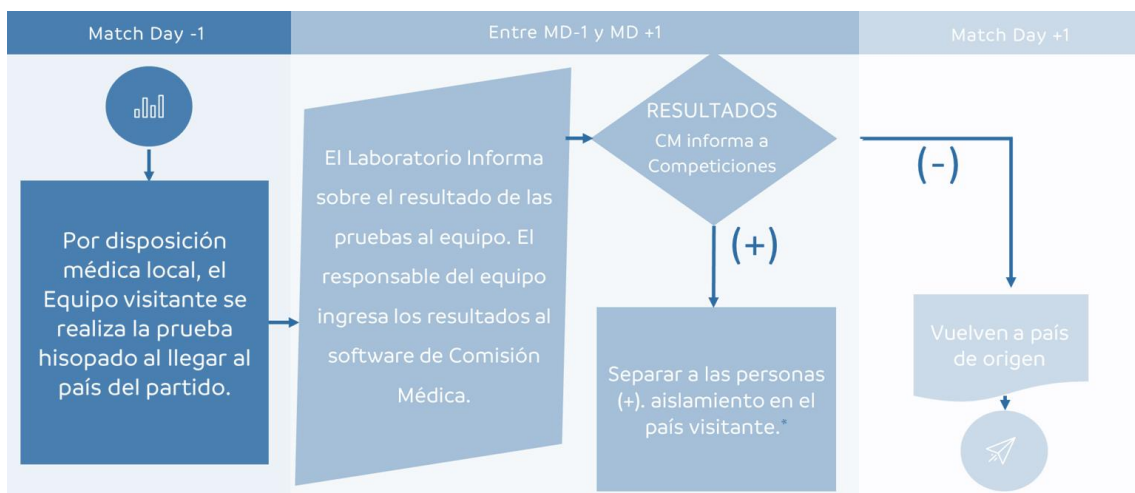 Match Day -1
Entre MD-1 y MD +1
Match Day +1
Por disposición
médica local, el
Equipo visitante se
realiza la prueba
hisopado al llegar al
país del partido.
El Laboratorio Informa
sobre el resultado de las
pruebas al equipo. El
responsable del equipo
ingresa los resultados al
software de Comisión
Médica.
RESULTADOS
CM informa a
Competiciones
(+)
Separar a las personas
(+). aislamiento en el
país visitante.*
(-)
Vuelven a país
de origen